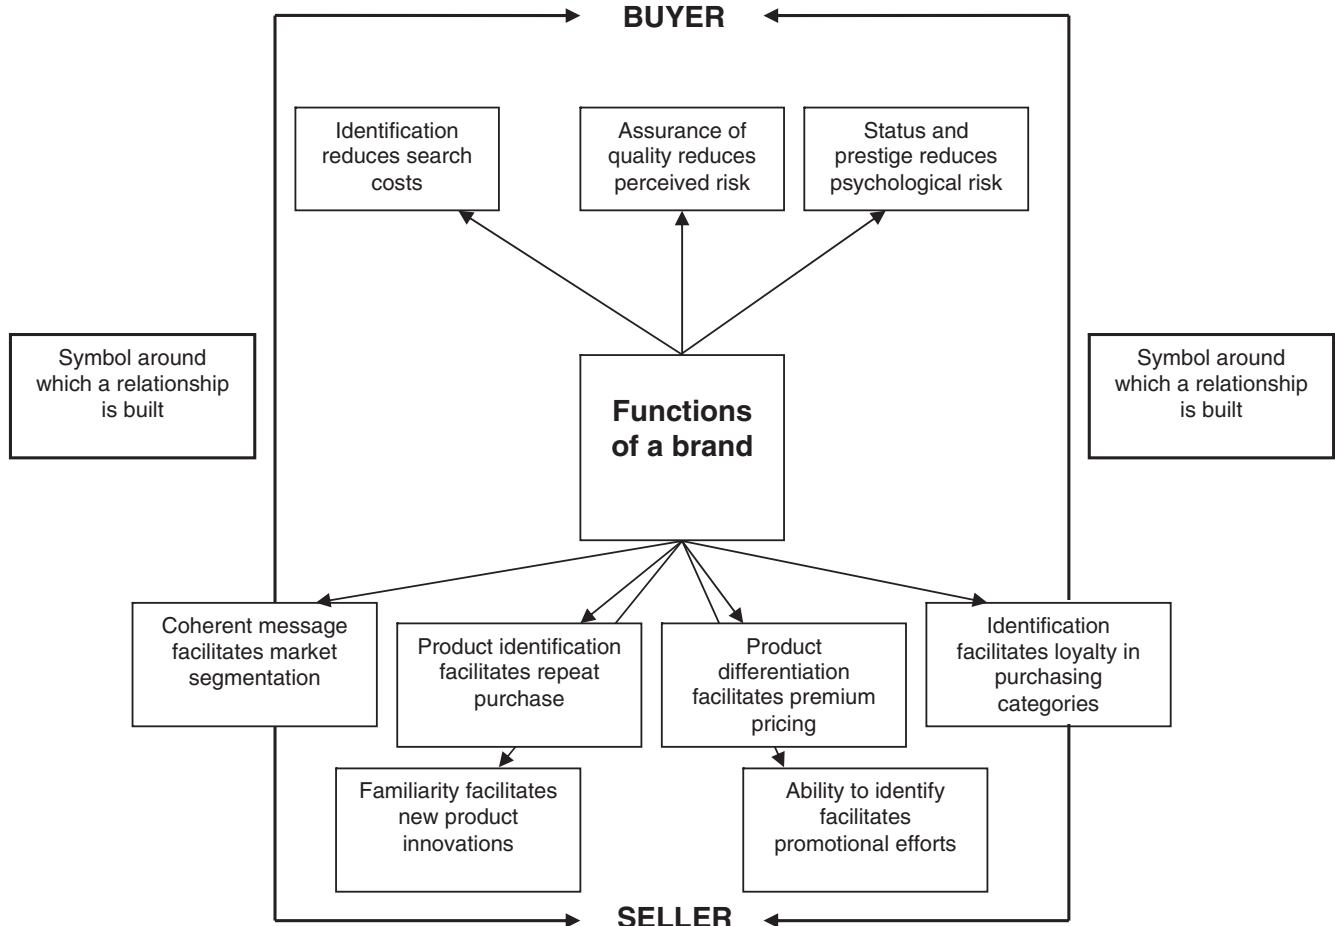 BUYER
Identification
reduces search
costs
Assurance of
quality reduces
perceived risk
Status and
prestige reduces
psychological risk
Symbol around
which a relationship
is built
Functions
of a brand
Symbol around
which a relationship
is built
Coherent message
facilitates market
segmentation
Product identification
facilitates repeat
purchase
Product
differentiation
facilitates premium
pricing
Identification
facilitates loyalty in
purchasing
categories
Familiarity facilitates
new product
innovations
Ability to identify
facilitates
promotional efforts
SELLER